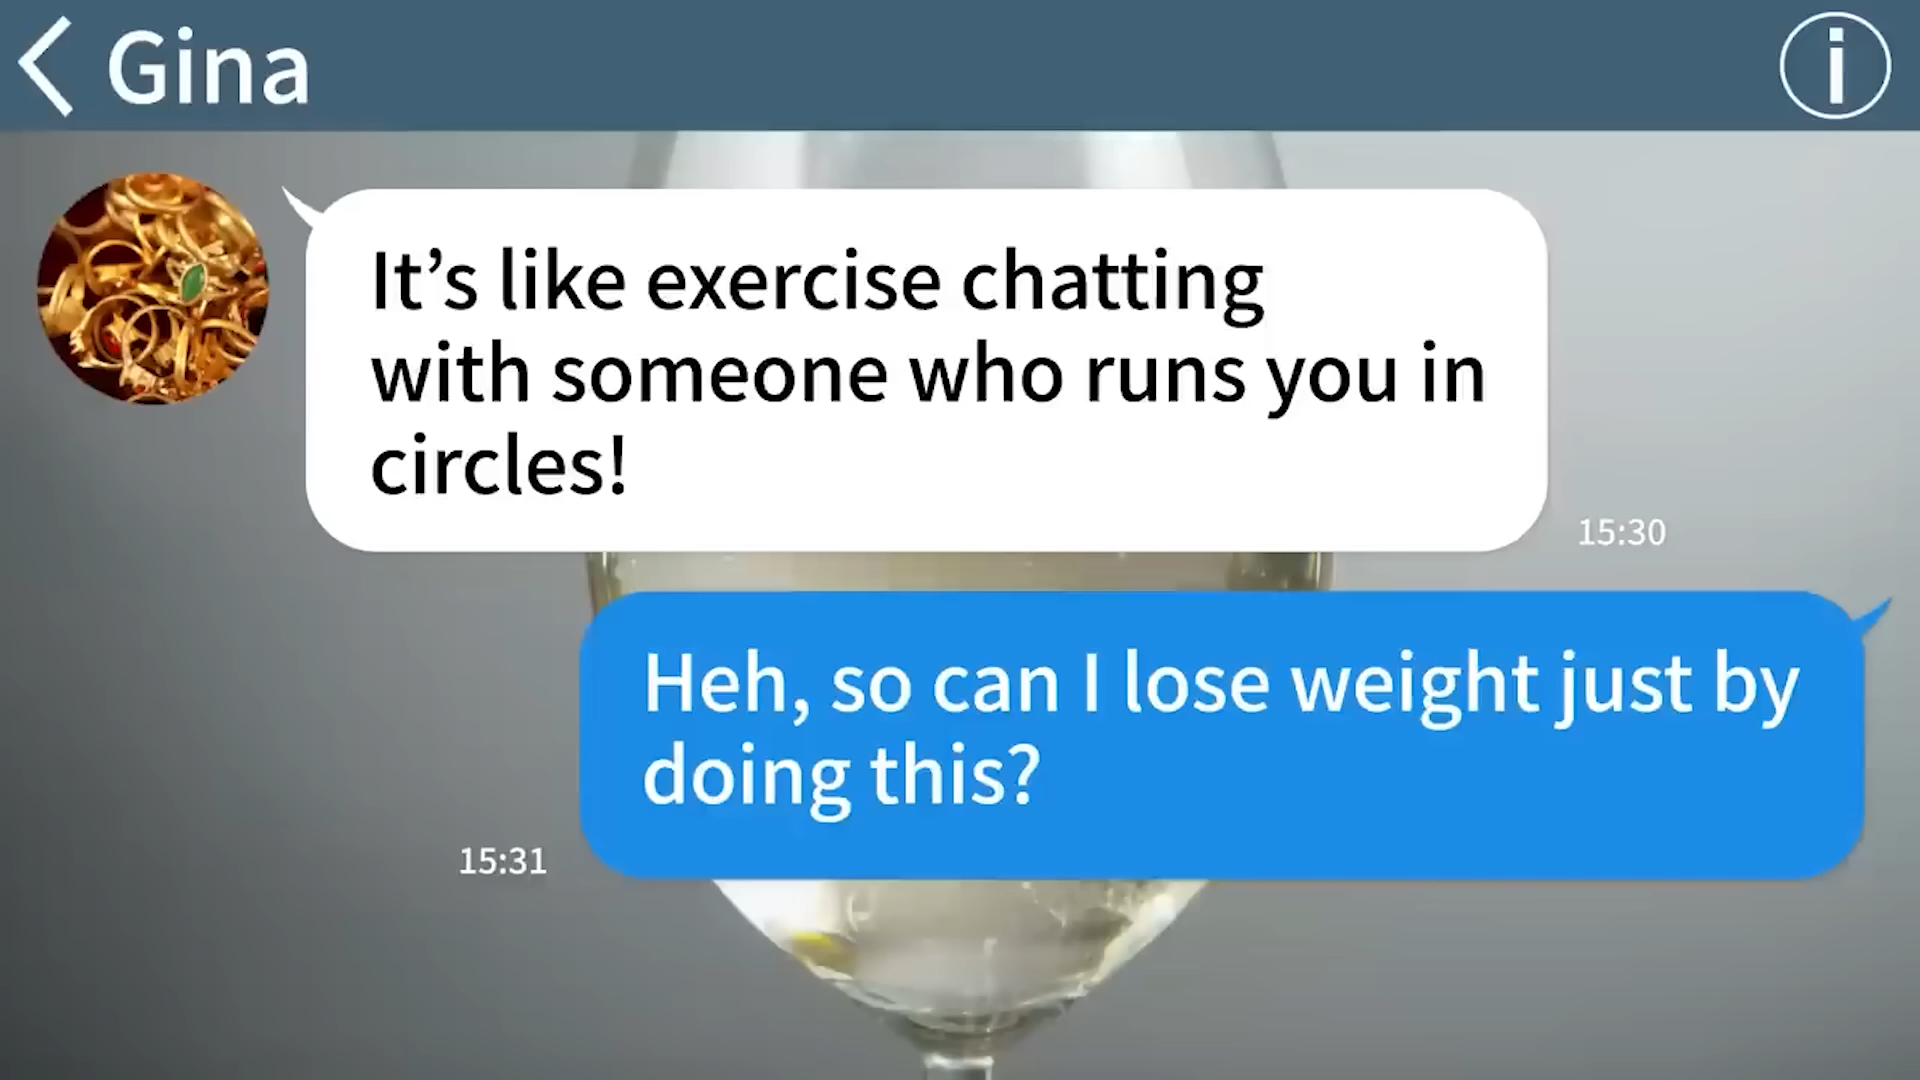 Gina
i
It’s like exercise chatting
with someone who runs you in
circles!
15:30
Heh, so can I lose weight just by
doing this?
15:31